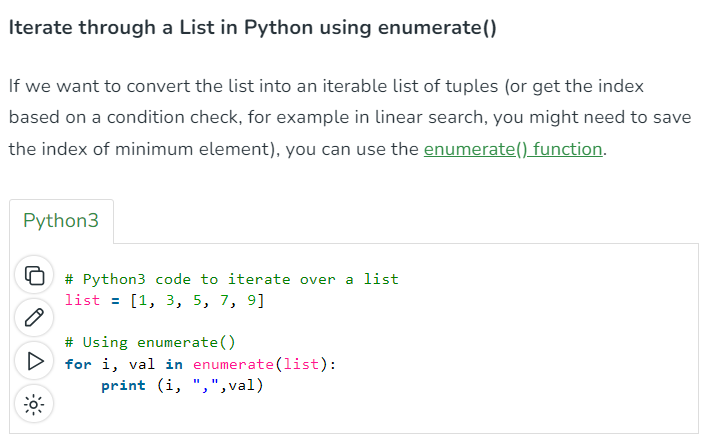 Iterate through a List in Python using enumerate()
If we want to convert the list into an iterable list of tuples (or get the index
based on a condition check, for example in linear search, you might need to save
the index of minimum element), you can use the enumerate() function.
Python3
# Python3 code to iterate over a list
list = [1, 3, 5, 7, 9]
# Using enumerate()
for i, val in enumerate(list):
    print (i, ",",val)